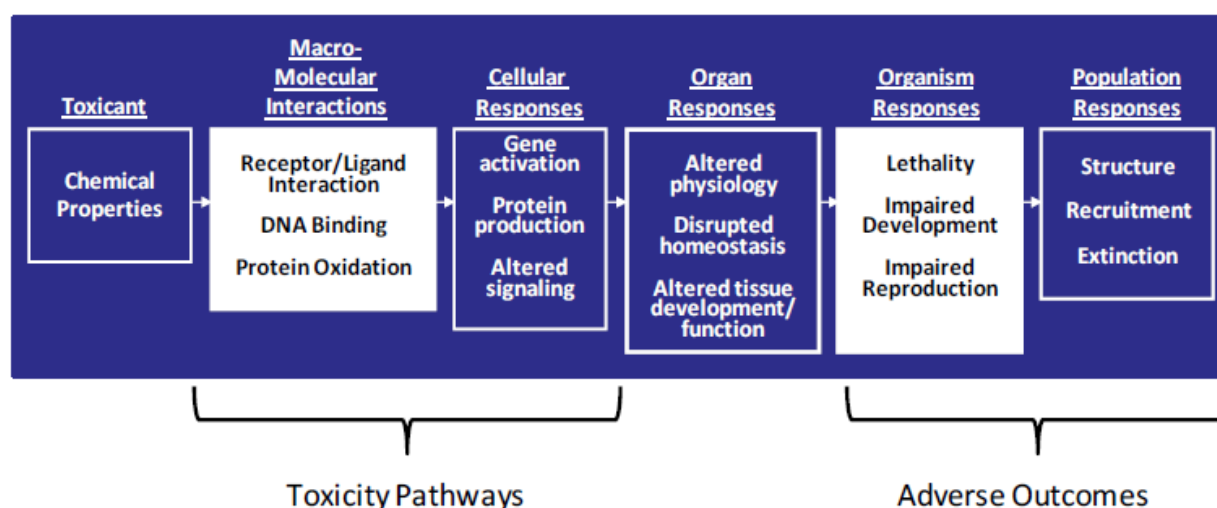 Toxicant
Chemical
Properties
Macro-
Molecular
Interactions
Receptor/Ligand
Interaction
DNA Binding
Protein Oxidation
Cellular
Responses
Gene
activation
Protein
production
Altered
signaling
Organ
Responses
Altered
physiology
Disrupted
homeostasis
Altered tissue
development/
function
Organism
Responses
Lethality
Impaired
Development
Impaired
Reproduction
Population
Responses
Structure
Recruitment
Extinction
Toxicity Pathways
Adverse Outcomes